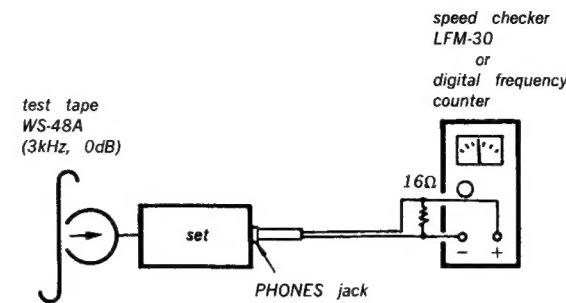 speed checker
LFM-30
or
digital frequency
counter
test tape
WS-48A
(3kHz, 0dB)
16Ω
set
− +
PHONES jack